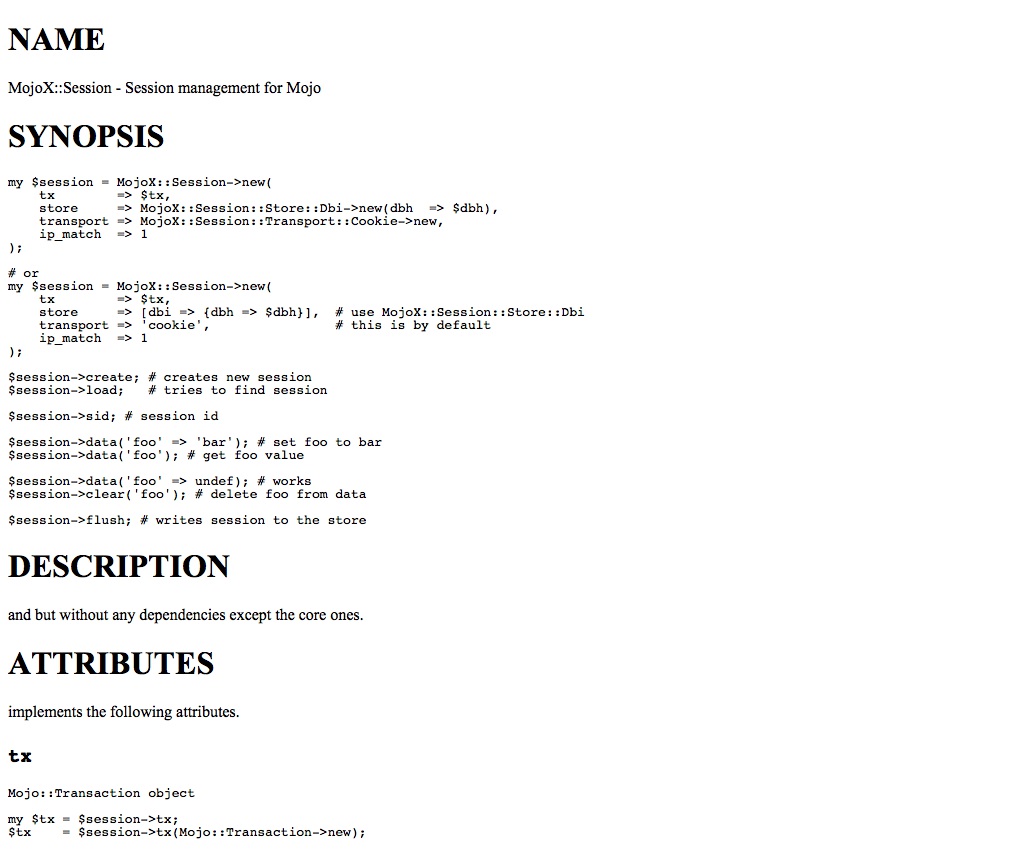 NAME
MojoX::Session - Session management for Mojo
SYNOPSIS
my $session = MojoX::Session->new(
    tx        => $tx,
    store     => MojoX::Session::Store::Dbi->new(dbh  => $dbh),
    transport => MojoX::Session::Transport::Cookie->new,
    ip_match  => 1
);
# or
my $session = MojoX::Session->new(
    tx        => $tx,
    store     => [dbi => {dbh => $dbh}],  # use MojoX::Session::Store::Dbi
    transport => 'cookie',                # this is by default
    ip_match  => 1
);
$session->create; # creates new session
$session->load;   # tries to find session
$session->sid; # session id
$session->data('foo' => 'bar'); # set foo to bar
$session->data('foo'); # get foo value
$session->data('foo' => undef); # works
$session->clear('foo'); # delete foo from data
$session->flush; # writes session to the store
DESCRIPTION
and but without any dependencies except the core ones.
ATTRIBUTES
implements the following attributes.
tx
Mojo::Transaction object
my $tx = $session->tx;
$tx    = $session->tx(Mojo::Transaction->new);